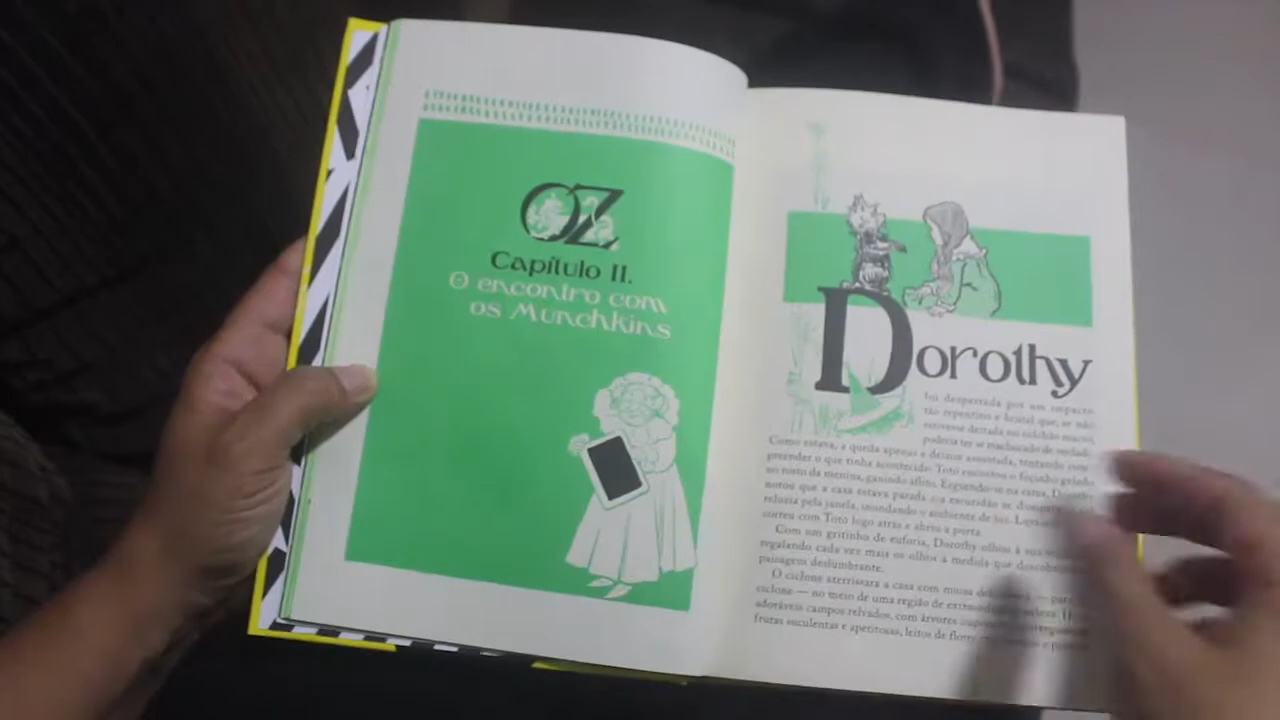 OZ
Capítulo II.
O encontro com
os Munchkins
Dorothy
foi despertada por um impacto
tão repentino e brutal que, se não
estivesse deitada no colchão macio,
poderia ter se machucado de verdade.
Como estava, a queda apenas a deixou assustada, tentando com-
preender o que tinha acontecido. Totó encostou o focinho gelado
no rosto da menina, ganindo aflito. Erguendo-se na cama, Dorothy
notou que a casa estava parada e a escuridão se
reluzia pela janela, inundando o ambiente de luz.
correu com Totó logo atrás e abriu a porta.
Com um gritinho de euforia, Dorothy olhou à sua
regalando cada vez mais os olhos à medida que
paisagem deslumbrante.
O ciclone aterrissara a casa com muita
ciclone — no meio de uma região de
adoráveis campos relvados, com árvores
frutas suculentas e apetitosas, leitos de flores